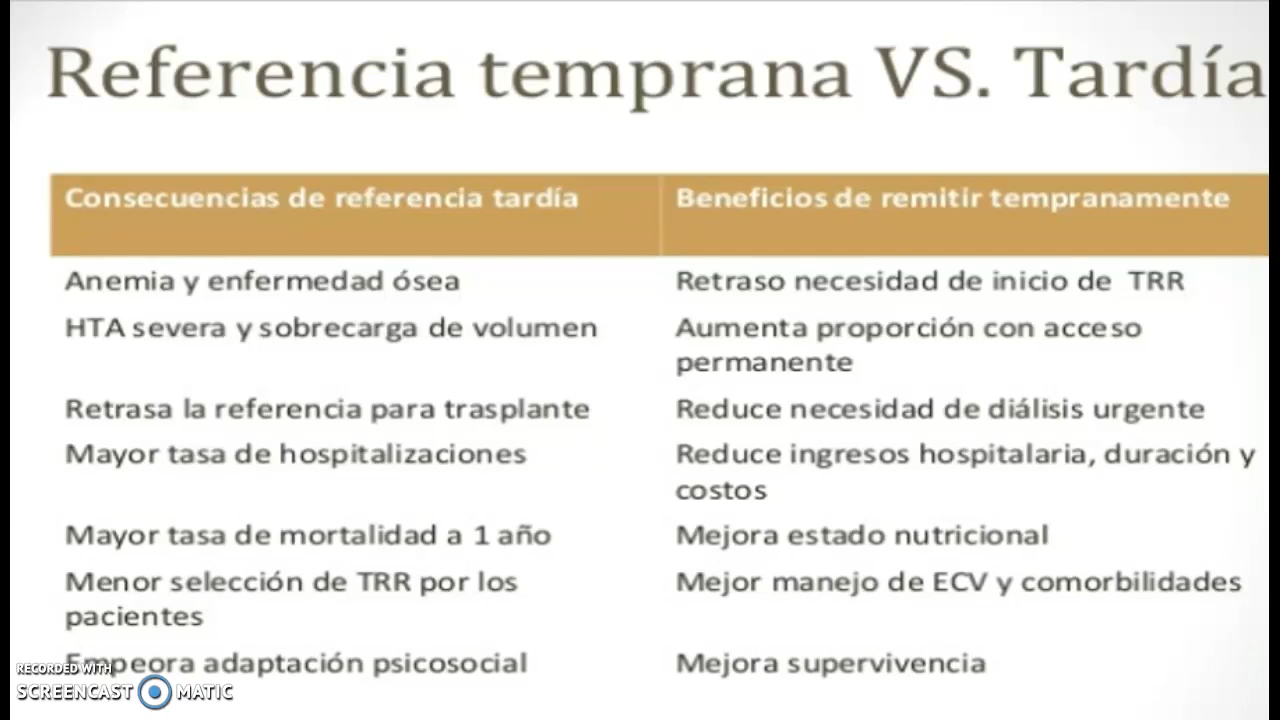 Referencia temprana VS. Tardía
Consecuencias de referencia tardía
Beneficios de remitir tempranamente
Anemia y enfermedad ósea
Retraso necesidad de inicio de TRR
HTA severa y sobrecarga de volumen
Aumenta proporción con acceso
permanente
Retrasa la referencia para trasplante
Reduce necesidad de diálisis urgente
Mayor tasa de hospitalizaciones
Reduce ingresos hospitalaria, duración y
costos
Mayor tasa de mortalidad a 1 año
Mejora estado nutricional
Menor selección de TRR por los
pacientes
Mejor manejo de ECV y comorbilidades
Empeora adaptación psicosocial
Mejora supervivencia
RECORDED WITH
SCREENCAST MATIC